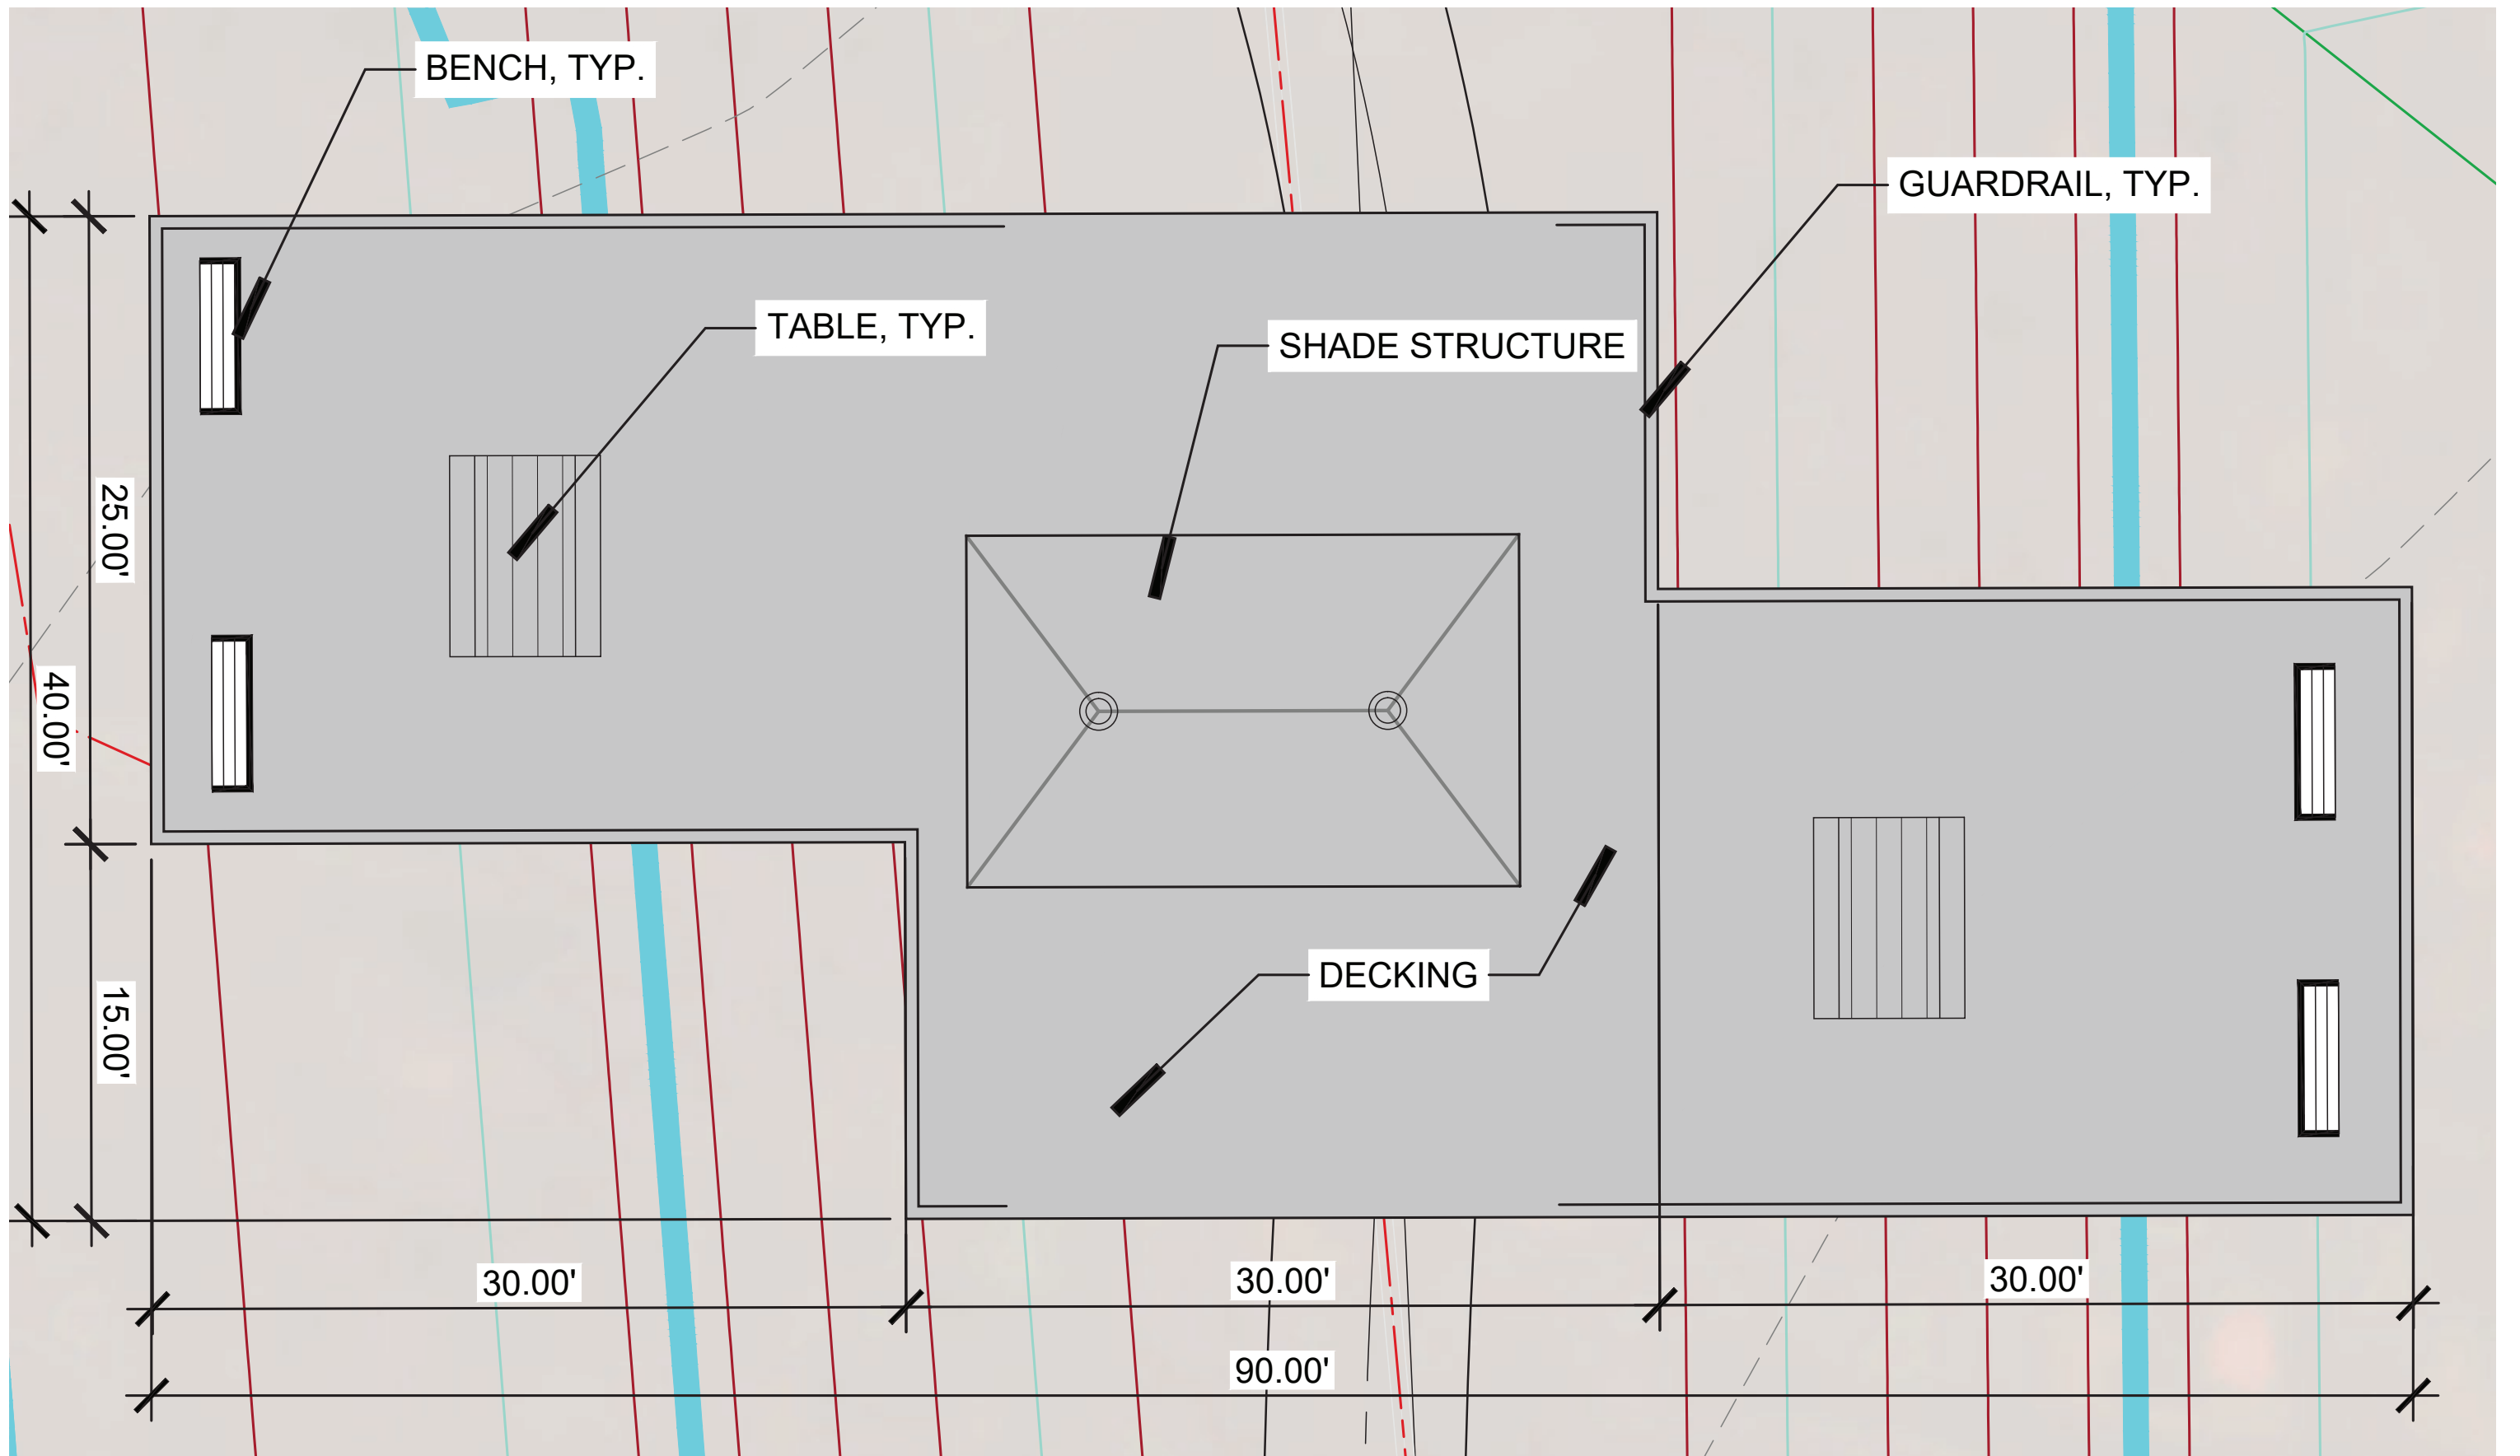 BENCH, TYP.
GUARDRAIL, TYP.
TABLE, TYP.
SHADE STRUCTURE
25.00'
40.00'
DECKING
15.00'
30.00'
30.00'
30.00'
90.00'